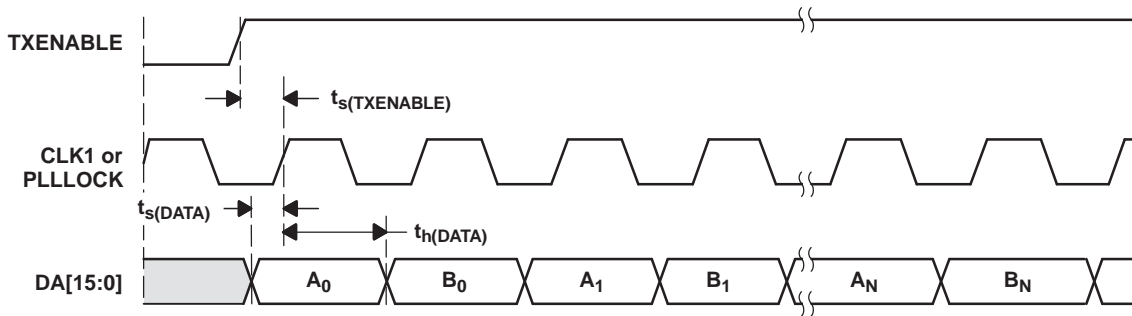 TXENABLE
ts(TXENABLE)
CLK1 or
PLLLOCK
ts(DATA)
th(DATA)
DA[15:0]
A0
B0
A1
B1
AN
BN